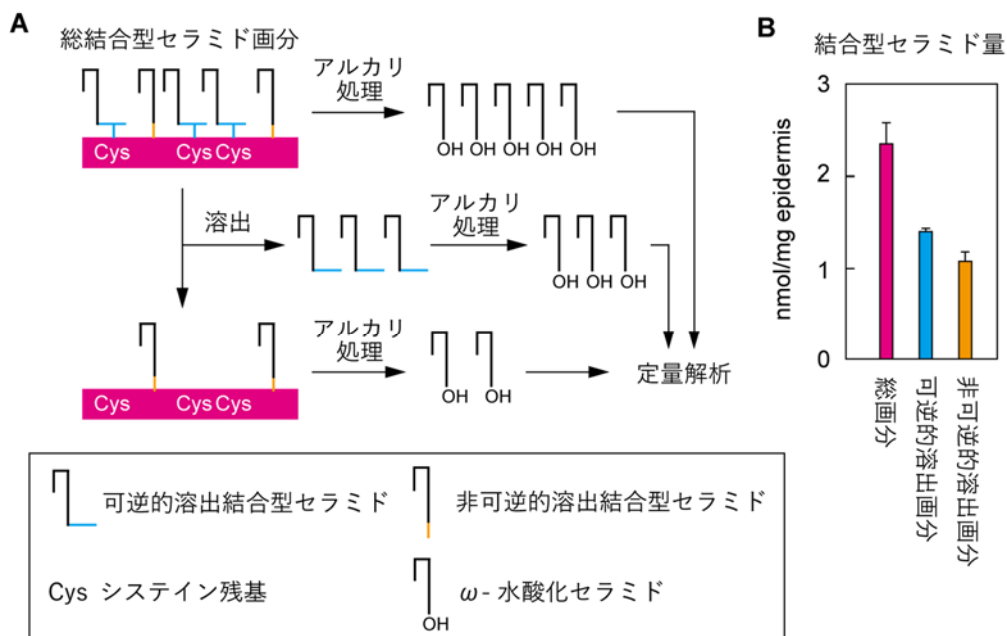 A
総結合型セラミド画分
アルカリ
処理
Cys
Cys Cys
OH OH OH OH OH
溶出
アルカリ
処理
OH OH OH
アルカリ
処理
Cys
Cys Cys
OH OH
定量解析
可逆的溶出結合型セラミド
非可逆的溶出結合型セラミド
Cys システイン残基
ω- 水酸化セラミド
OH
B
結合型セラミド量
3
2
1
0
nmol/mg epidermis
総画分
可逆的溶出画分
非可逆的溶出画分